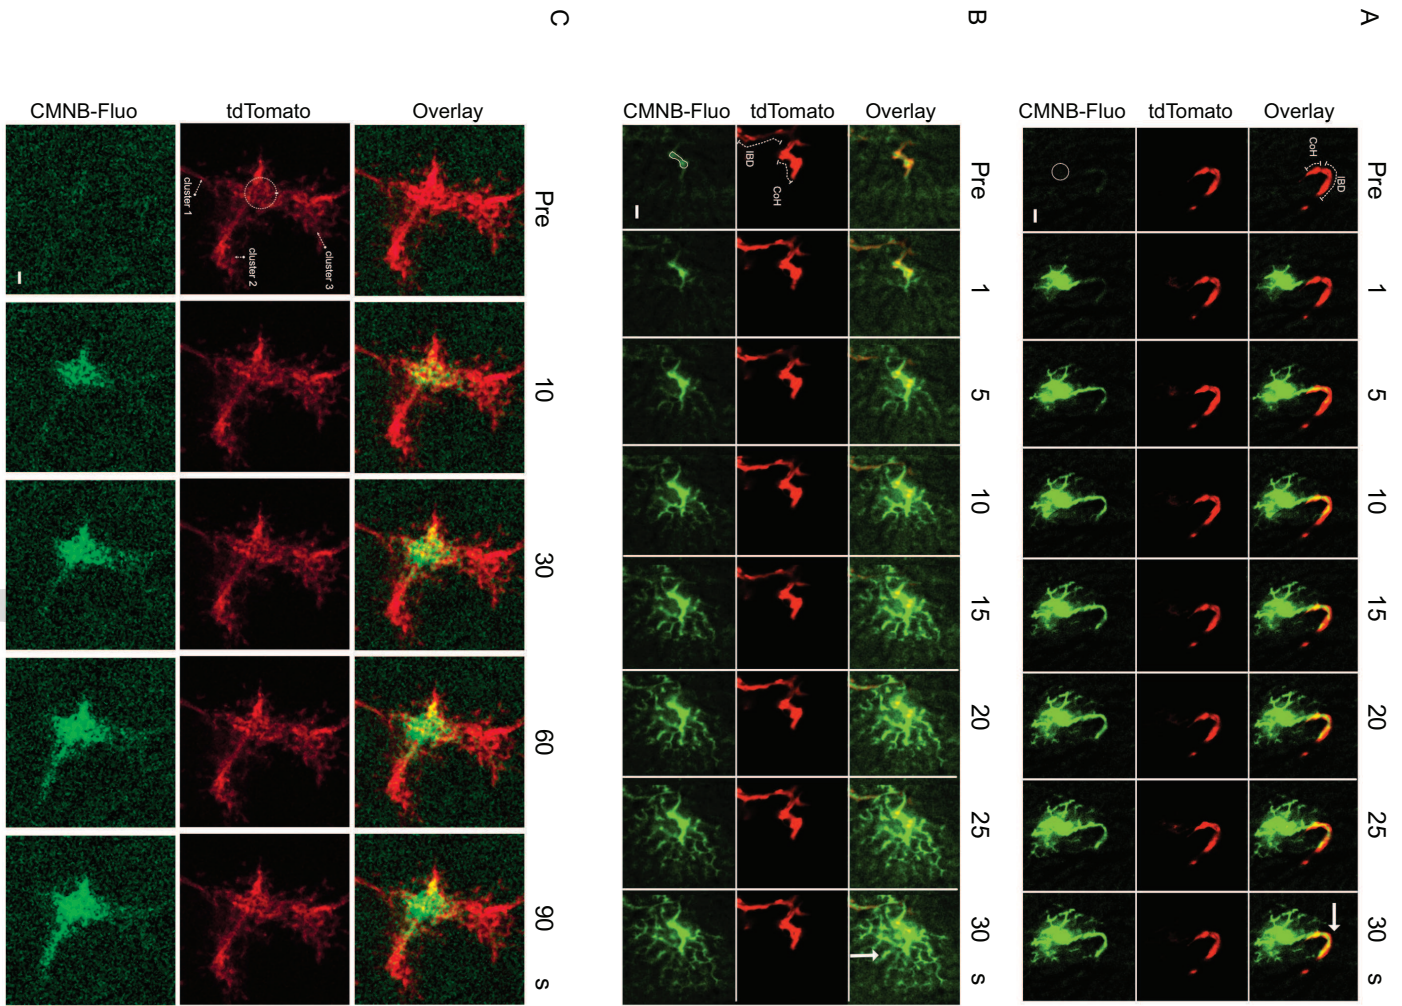 A
Pre 1 5 10 15 20 25 30 s
Overlay
CoH
IBD
tdTomato
CMNB-Fluo
B
Pre 1 5 10 15 20 25 30 s
Overlay
tdTomato
IBD
CoH
CMNB-Fluo
C
Pre 10 30 60 90 s
Overlay
tdTomato
cluster 1
cluster 2
cluster 3
CMNB-Fluo